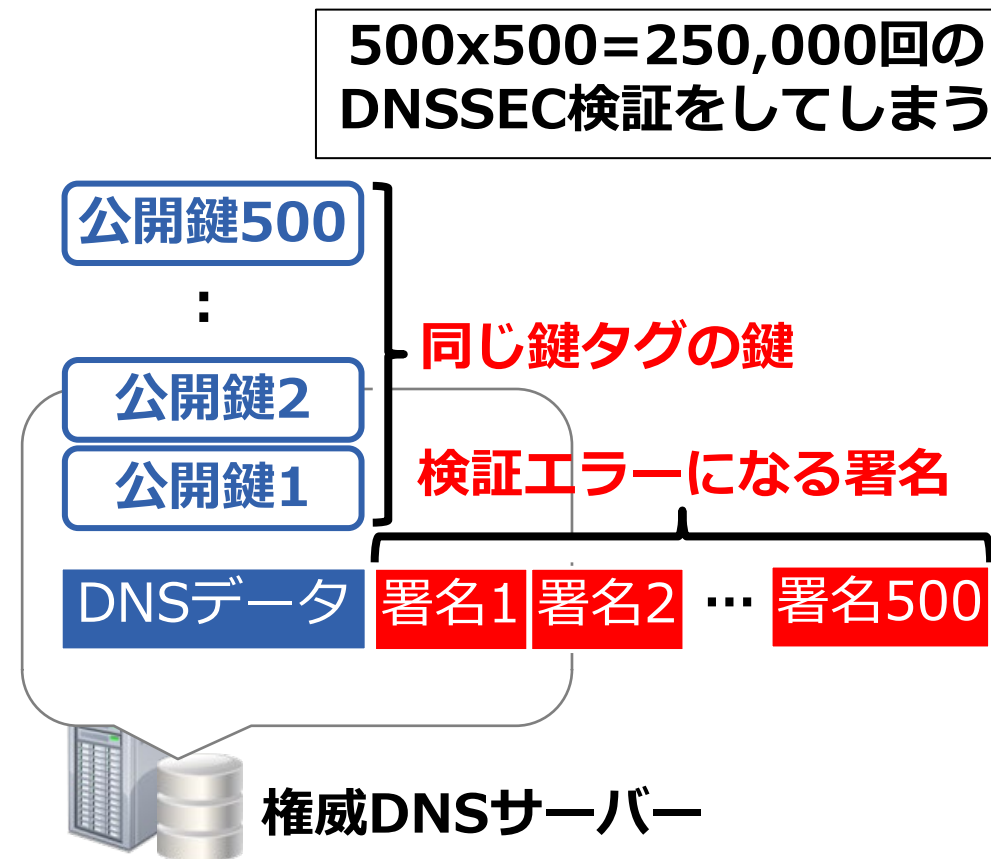 500x500=250,000回の
DNSSEC検証をしてしまう
公開鍵500
:
同じ鍵タグの鍵
公開鍵2
検証エラーになる署名
公開鍵1
DNSデータ 署名1 署名2 … 署名500
権威DNSサーバー